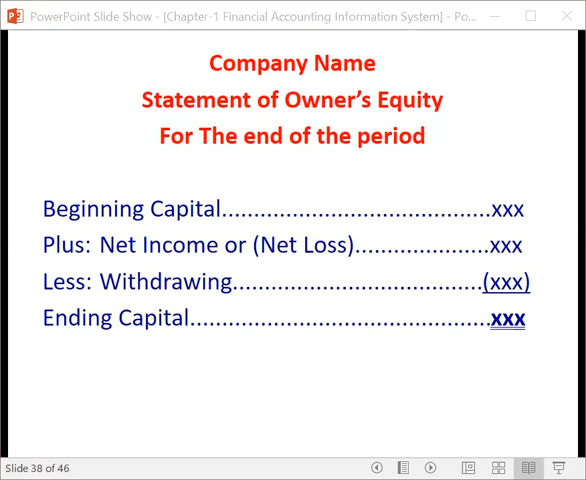 PowerPoint Slide Show - [Chapter-1 Financial Accounting Information System] - Po...
Company Name
Statement of Owner's Equity
For The end of the period
Beginning Capital..........................................xxx
Plus: Net Income or (Net Loss).....................xxx
Less: Withdrawing.......................................(xxx)
Ending Capital...............................................xxx
Slide 38 of 46